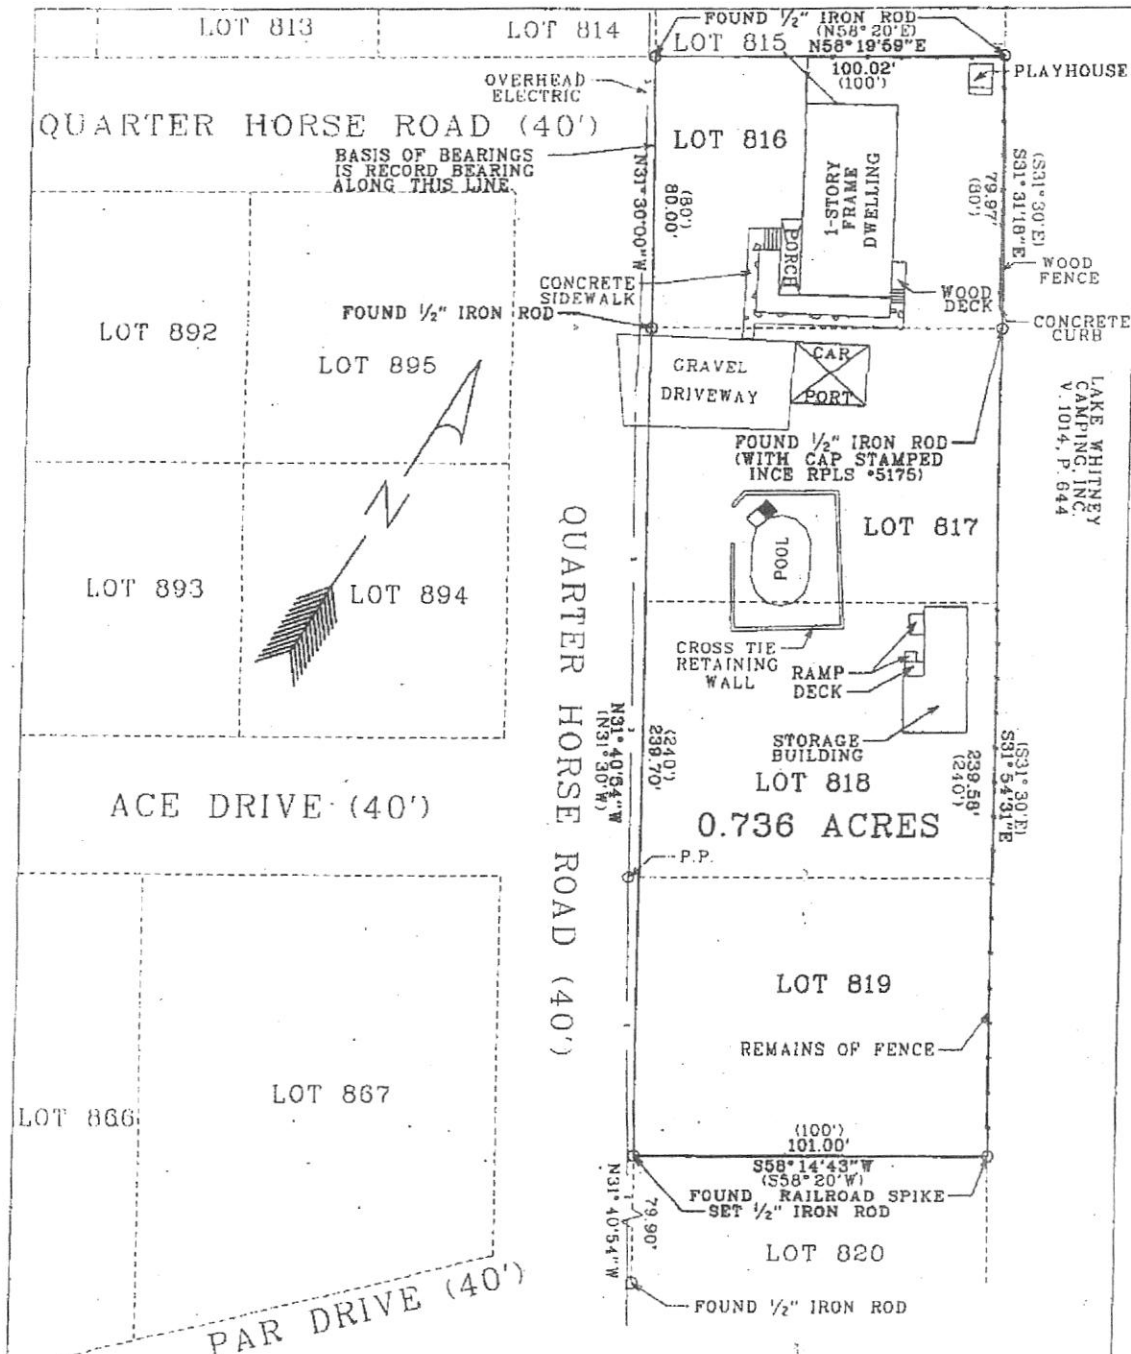 LOT 813
LOT 814
FOUND ½" IRON ROD
(N58°20'E)
LOT 815
N58°19'59"E
100.02'
(100')
PLAYHOUSE
OVERHEAD
ELECTRIC
QUARTER HORSE ROAD (40')
BASIS OF BEARINGS
IS RECORD BEARING
ALONG THIS LINE.
LOT 816
N31°30'00"W
(80')
80.00'
1-STORY
FRAME
DWELLING
PORCH
79.97'
(80')
(S31°30'E)
S31°31'18"E
WOOD
FENCE
CONCRETE
SIDEWALK
WOOD
DECK
FOUND ½" IRON ROD
CONCRETE
CURB
LOT 892
LOT 895
GRAVEL
DRIVEWAY
CAR
PORT
FOUND ½" IRON ROD
(WITH CAP STAMPED
INCE RPLS •5175)
LAKE WHITNEY
CAMPING, INC.
V. 1014, P. 644
N
LOT 893
LOT 894
QUARTER HORSE ROAD (40')
POOL
LOT 817
CROSS TIE
RETAINING
WALL
RAMP
DECK
STORAGE
BUILDING
N31°40'54"W
(N31°30'W)
(240')
239.70'
239.58'
(240')
(S31°30'E)
S31°54'31"E
LOT 818
0.736 ACRES
ACE DRIVE (40')
P.P.
LOT 819
REMAINS OF FENCE
LOT 866
LOT 867
(100')
101.00'
S58°14'43"W
(S58°20'W)
FOUND RAILROAD SPIKE
SET ½" IRON ROD
N31°40'54"W
79.90'
LOT 820
FOUND ½" IRON ROD
PAR DRIVE (40')